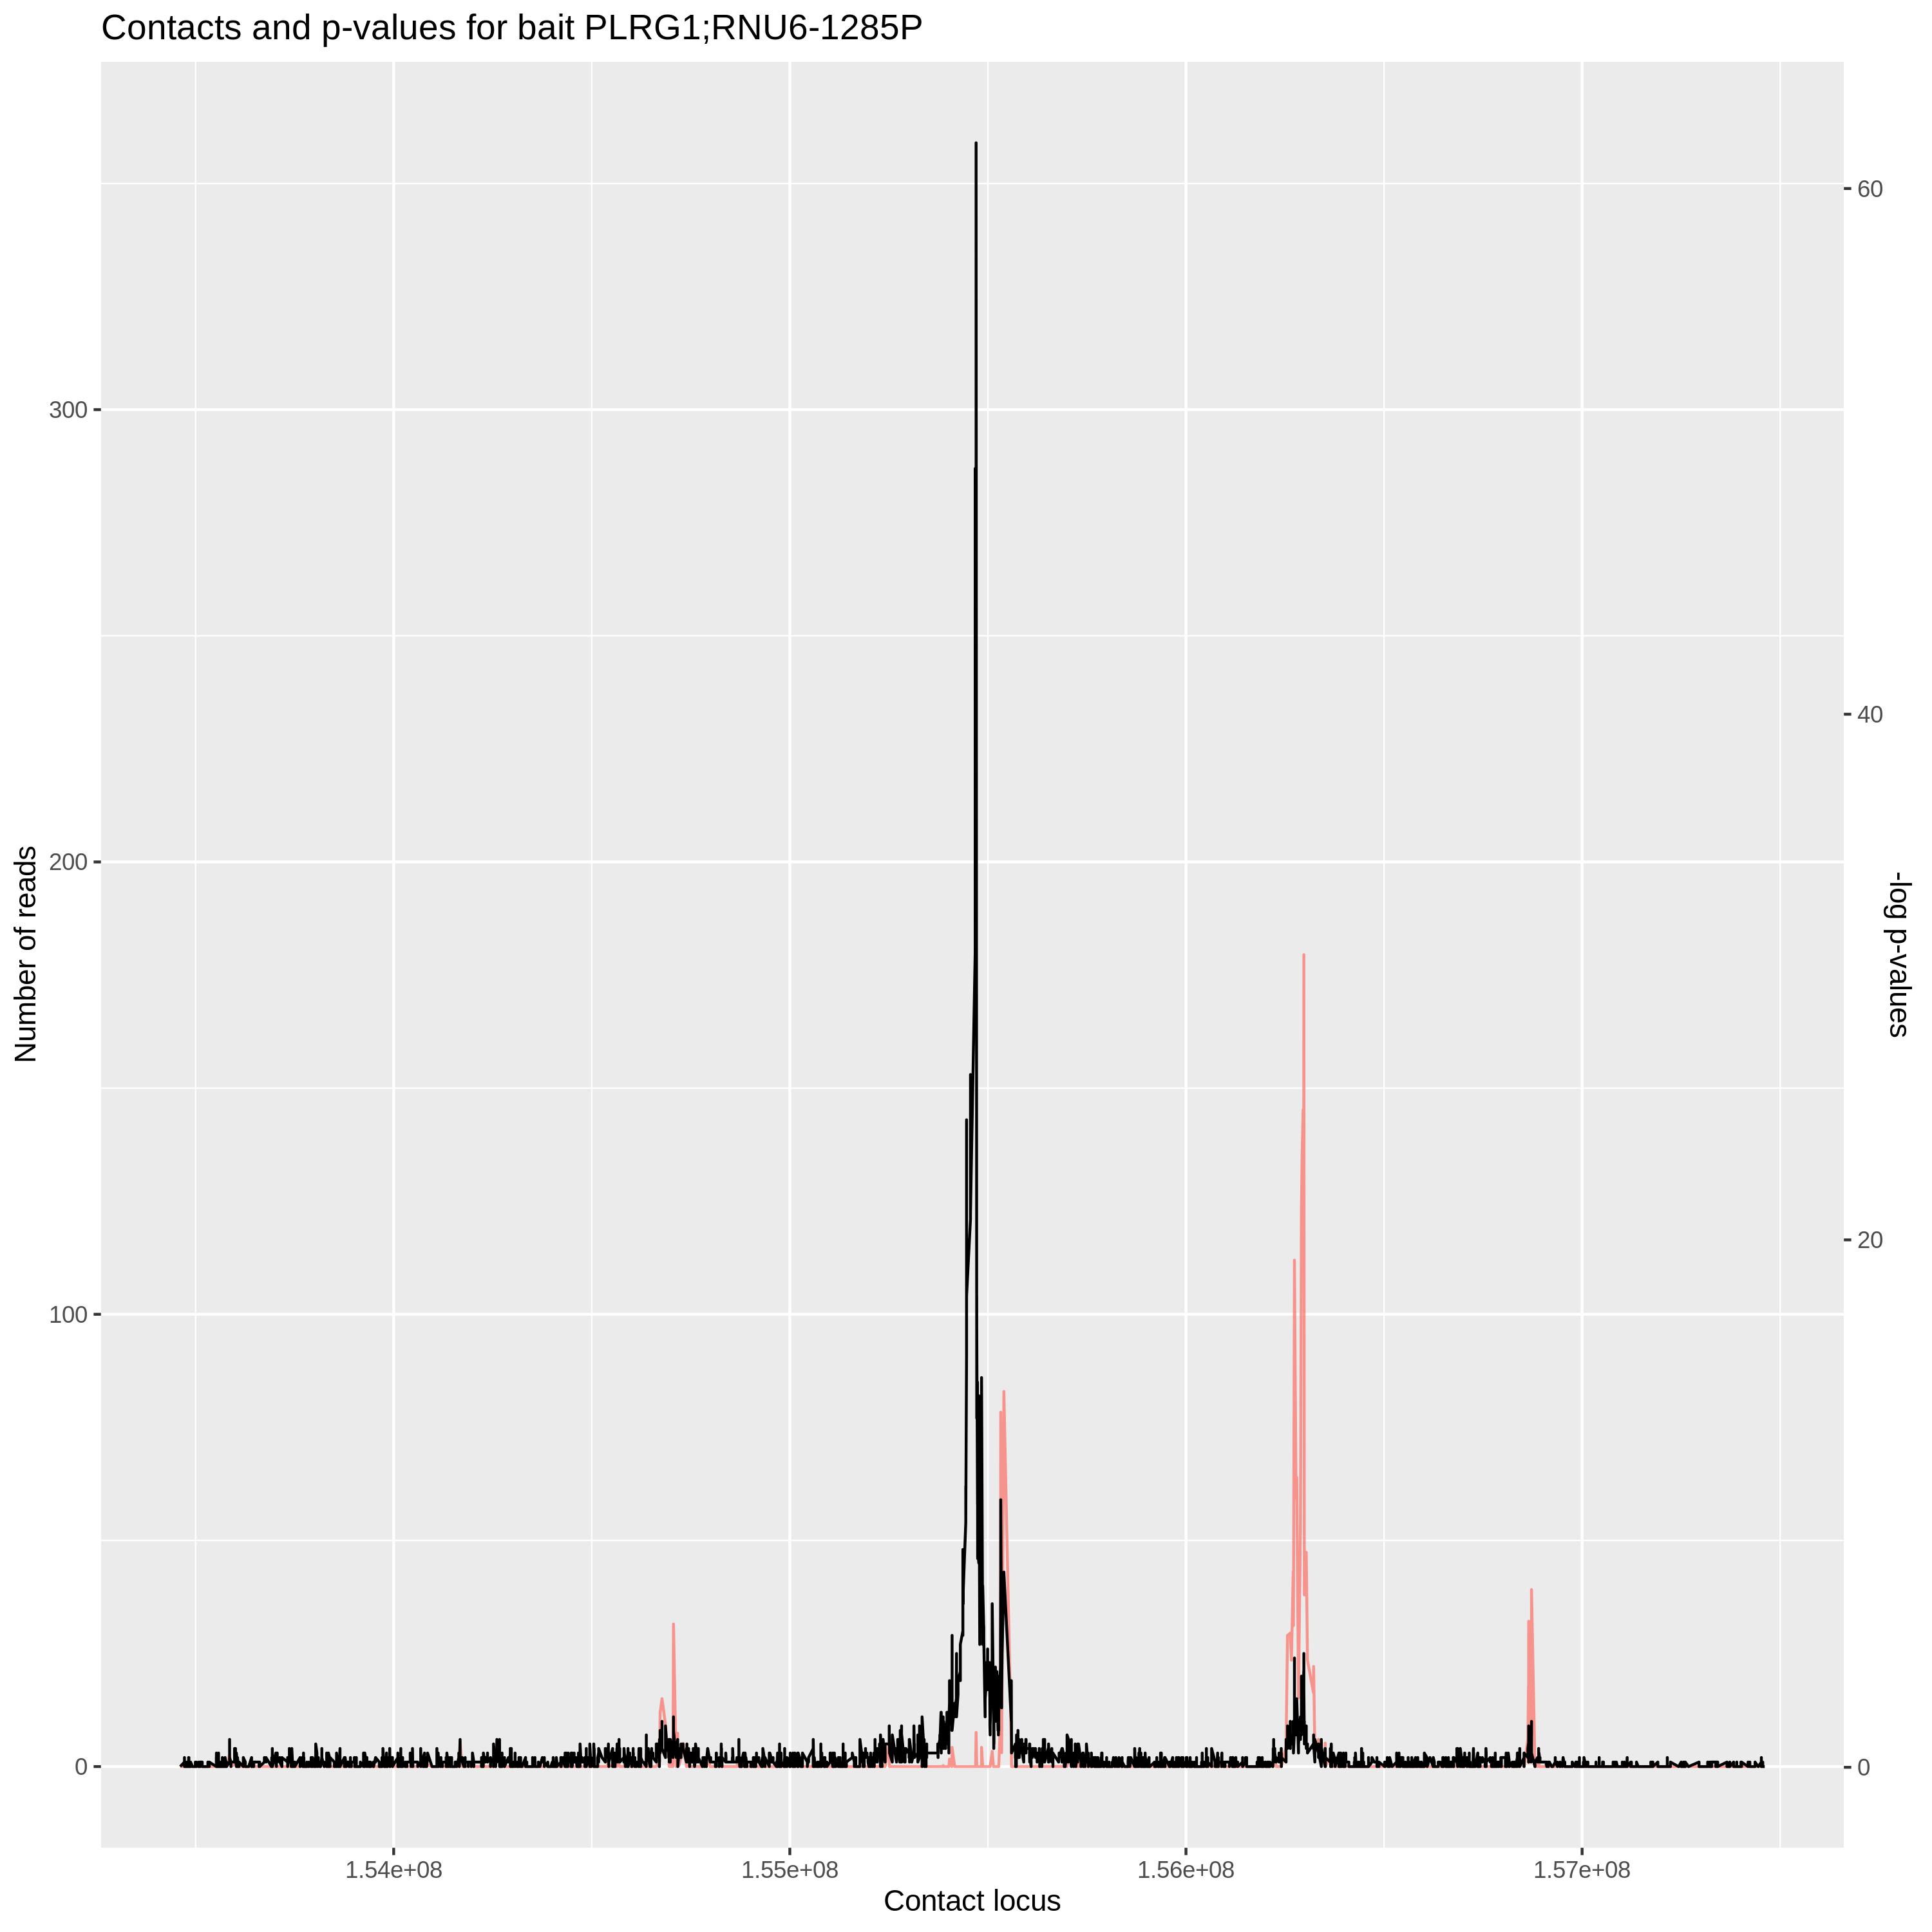 Contacts and p-values for bait PLRG1;RNU6-1285P
300
200
100
0
60
40
20
0
Number of reads
-log p-values
1.54e+08 1.55e+08 1.56e+08 1.57e+08
Contact locus